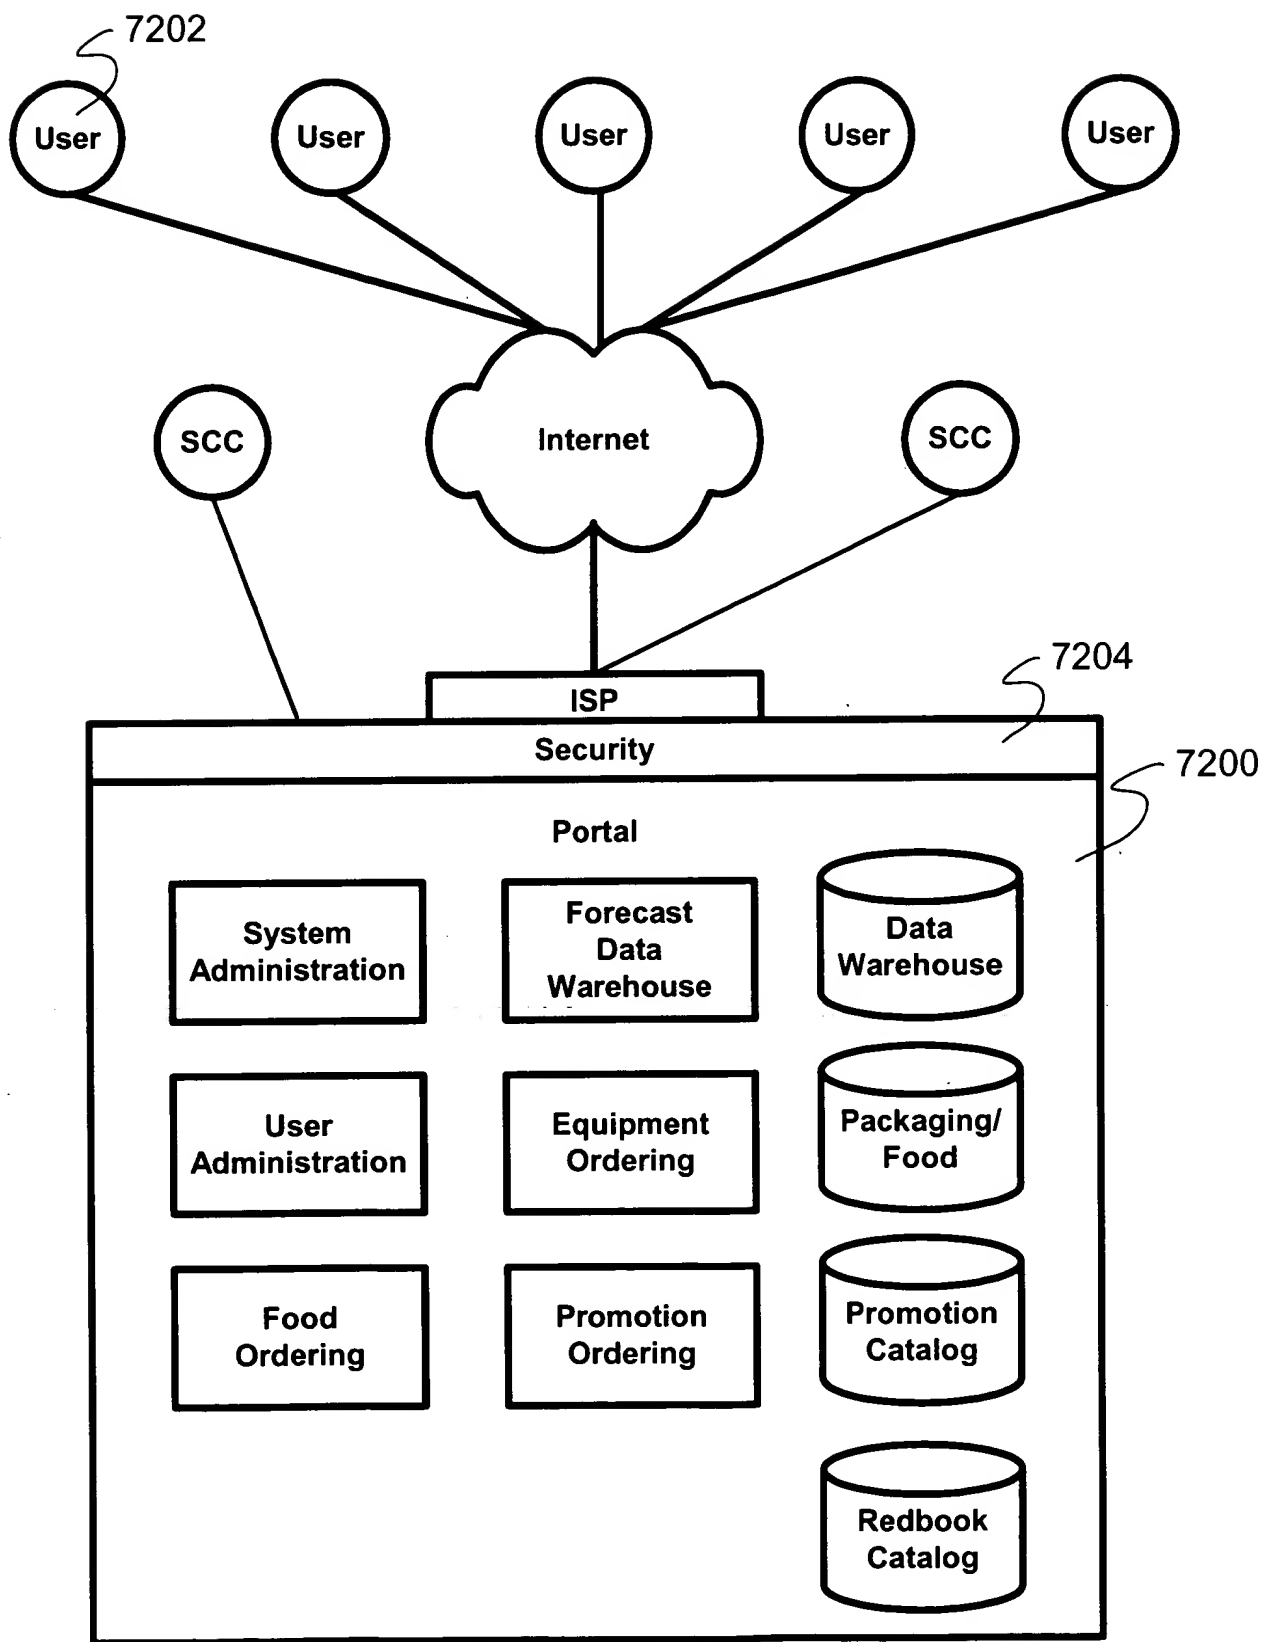 7202
User
User
User
User
User
SCC
Internet
SCC
7204
ISP
Security
7200
Portal
System
Administration
Forecast
Data
Warehouse
Data
Warehouse
User
Administration
Equipment
Ordering
Packaging/
Food
Food
Ordering
Promotion
Ordering
Promotion
Catalog
Redbook
Catalog